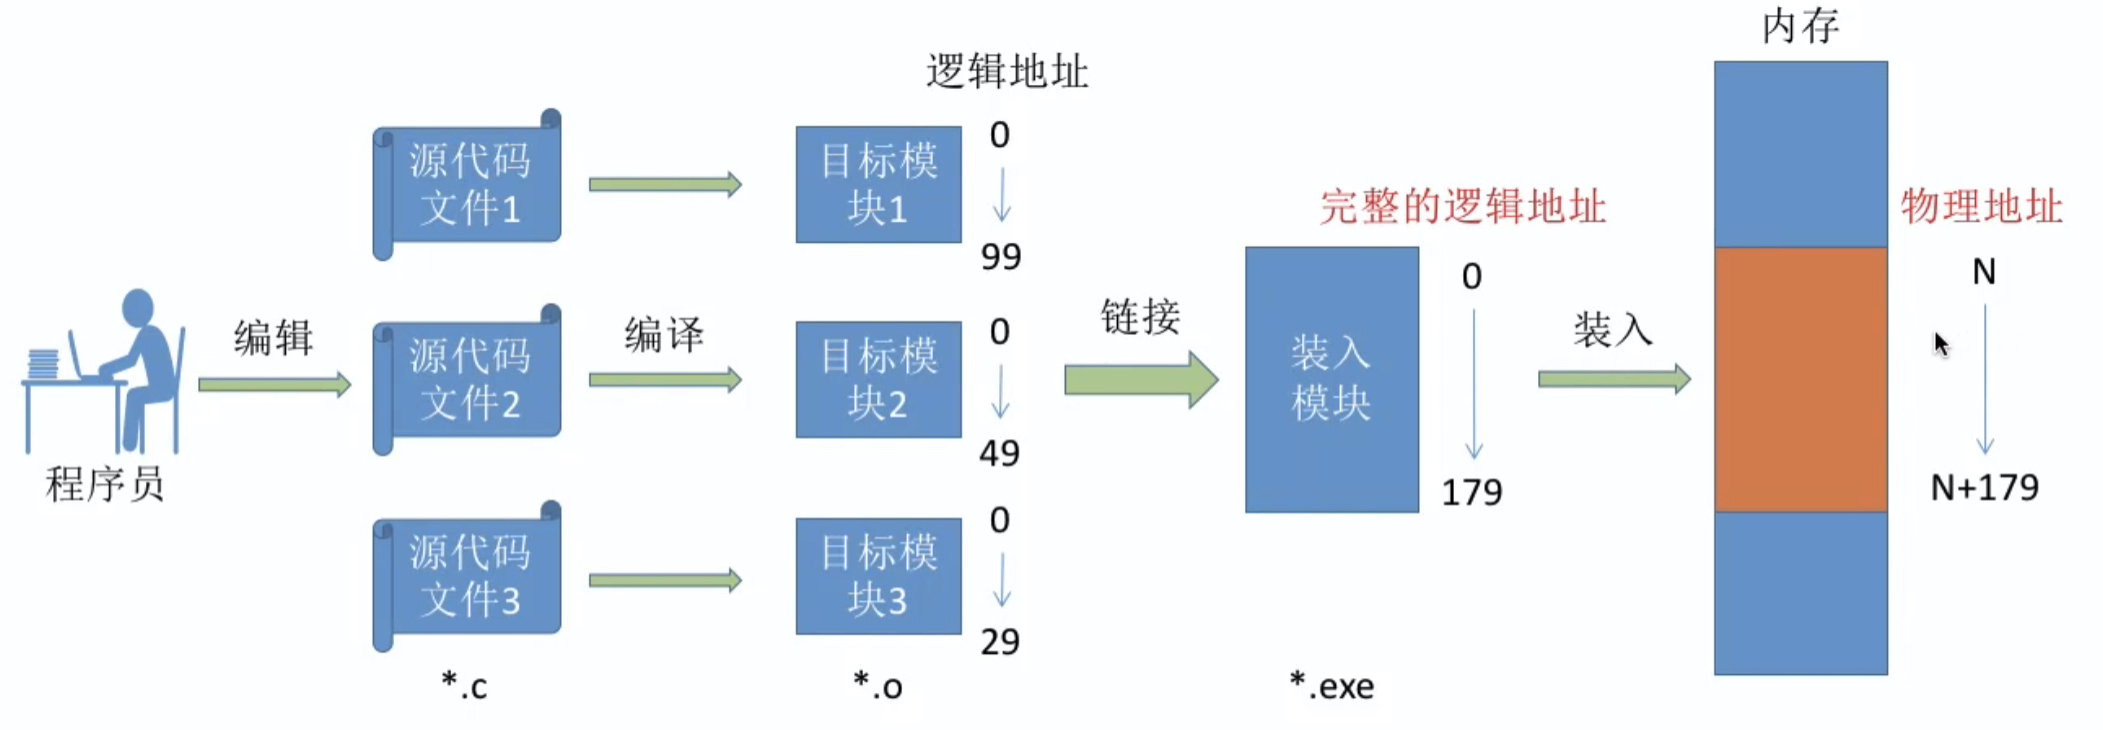 内存
逻辑地址
源代码
文件1
目标模
块1
0
99
完整的逻辑地址
物理地址
程序员
编辑
源代码
文件2
编译
目标模
块2
0
49
链接
装入
模块
0
179
装入
N
N+179
源代码
文件3
目标模
块3
0
29
*.c
*.o
*.exe